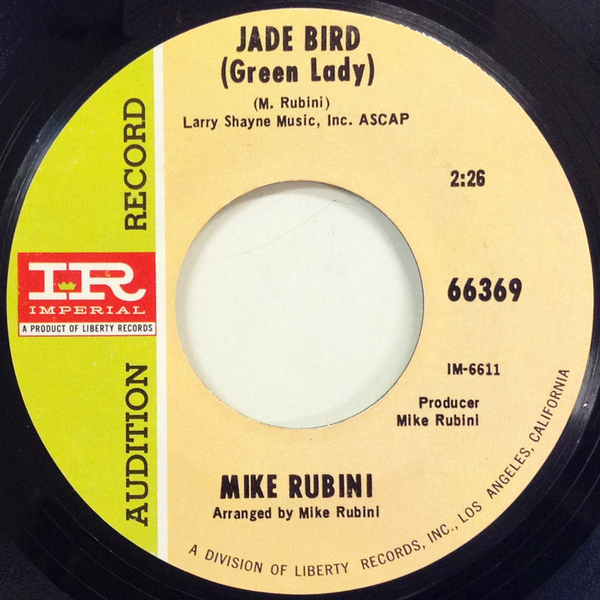 JADE BIRD
(Green Lady)
(M. Rubini)
Larry Shayne Music, Inc. ASCAP
2:26
AUDITION RECORD
IR
IMPERIAL
A PRODUCT OF LIBERTY RECORDS
66369
IM-6611
Producer
Mike Rubini
MIKE RUBINI
Arranged by Mike Rubini
A DIVISION OF LIBERTY RECORDS, INC., LOS ANGELES, CALIFORNIA